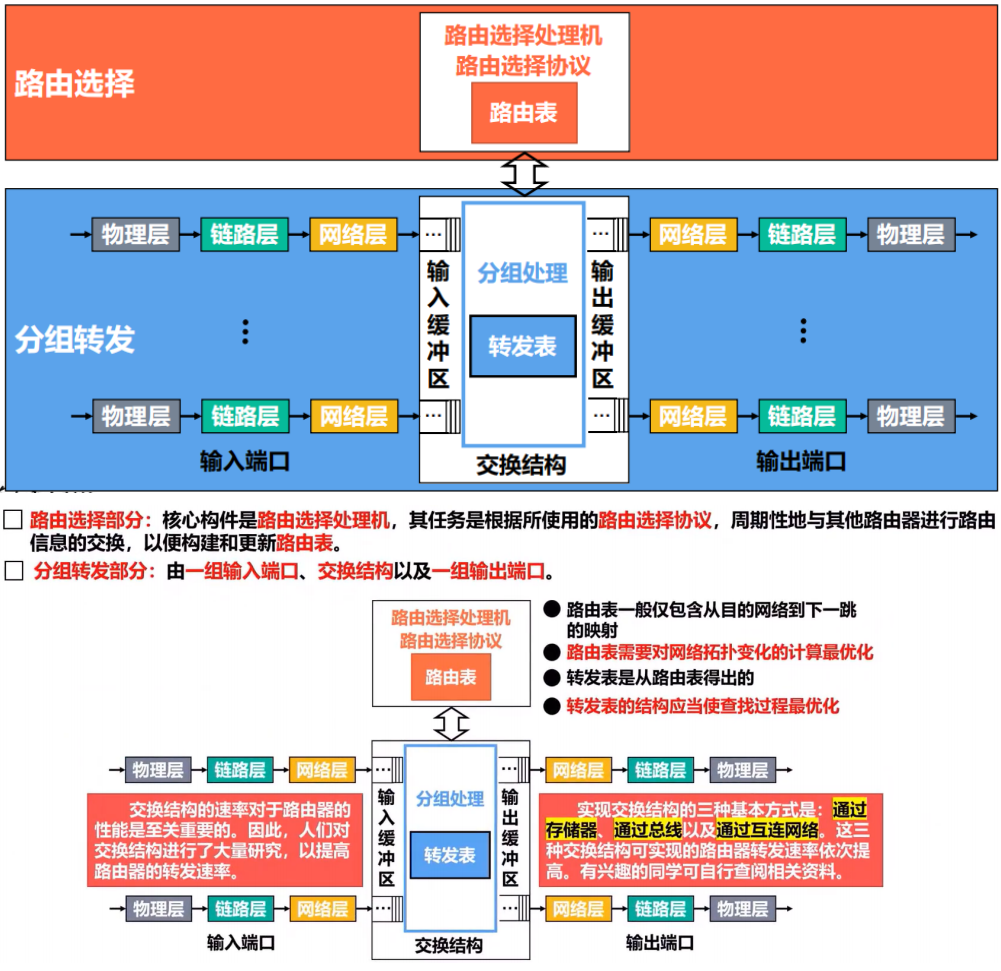 路由选择处理机
路由选择协议
路由选择
路由表
物理层 链路层 网络层 ... ... 网络层 链路层 物理层
输入缓冲区
分组处理
输出缓冲区
分组转发
转发表
物理层 链路层 网络层 ... ... 网络层 链路层 物理层
输入端口
交换结构
输出端口
路由选择部分：核心构件是路由选择处理机，其任务是根据所使用的路由选择协议，周期性地与其他路由器进行路由
信息的交换，以便构建和更新路由表。
分组转发部分：由一组输入端口、交换结构以及一组输出端口。
路由选择处理机
路由选择协议
路由表
● 路由表一般仅包含从目的网络到下一跳
的映射
● 路由表需要对网络拓扑变化的计算最优化
● 转发表是从路由表得出的
● 转发表的结构应当使查找过程最优化
物理层 链路层 网络层 ... ... 网络层 链路层 物理层
交换结构的速率对于路由器的
性能是至关重要的。因此，人们对
交换结构进行了大量研究，以提高
路由器的转发速率。
输入缓冲区
分组处理
转发表
输出缓冲区
实现交换结构的三种基本方式是：通过
存储器、通过总线以及通过互连网络。这三
种交换结构可实现的路由器转发速率依次提
高。有兴趣的同学可自行查阅相关资料。
物理层 链路层 网络层 ... ... 网络层 链路层 物理层
输入端口
交换结构
输出端口